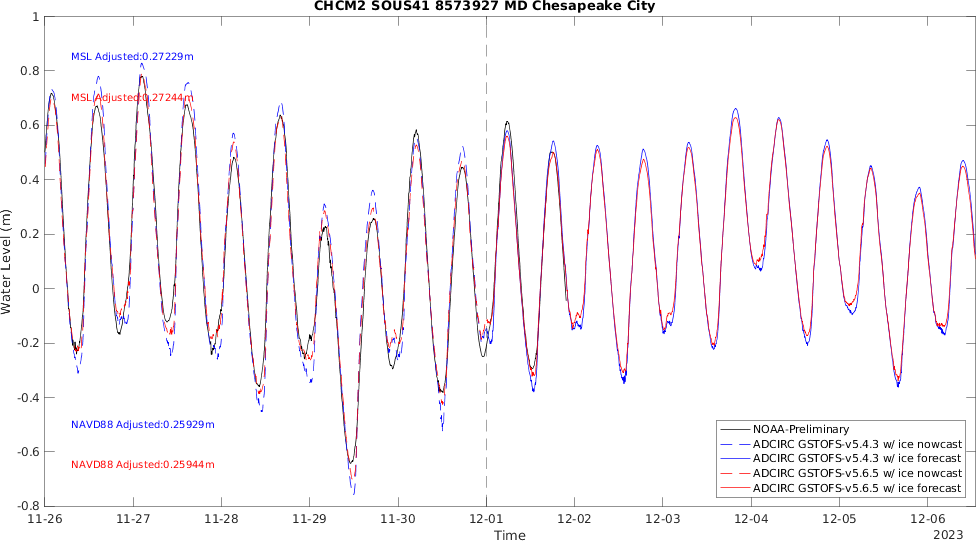 CHCM2 SOUS41 8573927 MD Chesapeake City
1
0.8
0.6
0.4
0.2
0
-0.2
-0.4
-0.6
-0.8
Water Level (m)
MSL Adjusted:0.27229m
MSL Adjusted:0.27244m
NAVD88 Adjusted:0.25929m
NAVD88 Adjusted:0.25944m
NOAA-Preliminary
ADCIRC GSTOFS-v5.4.3 w/ ice nowcast
ADCIRC GSTOFS-v5.4.3 w/ ice forecast
ADCIRC GSTOFS-v5.6.5 w/ ice nowcast
ADCIRC GSTOFS-v5.6.5 w/ ice forecast
11-26 11-27 11-28 11-29 11-30 12-01 12-02 12-03 12-04 12-05 12-06
Time
2023